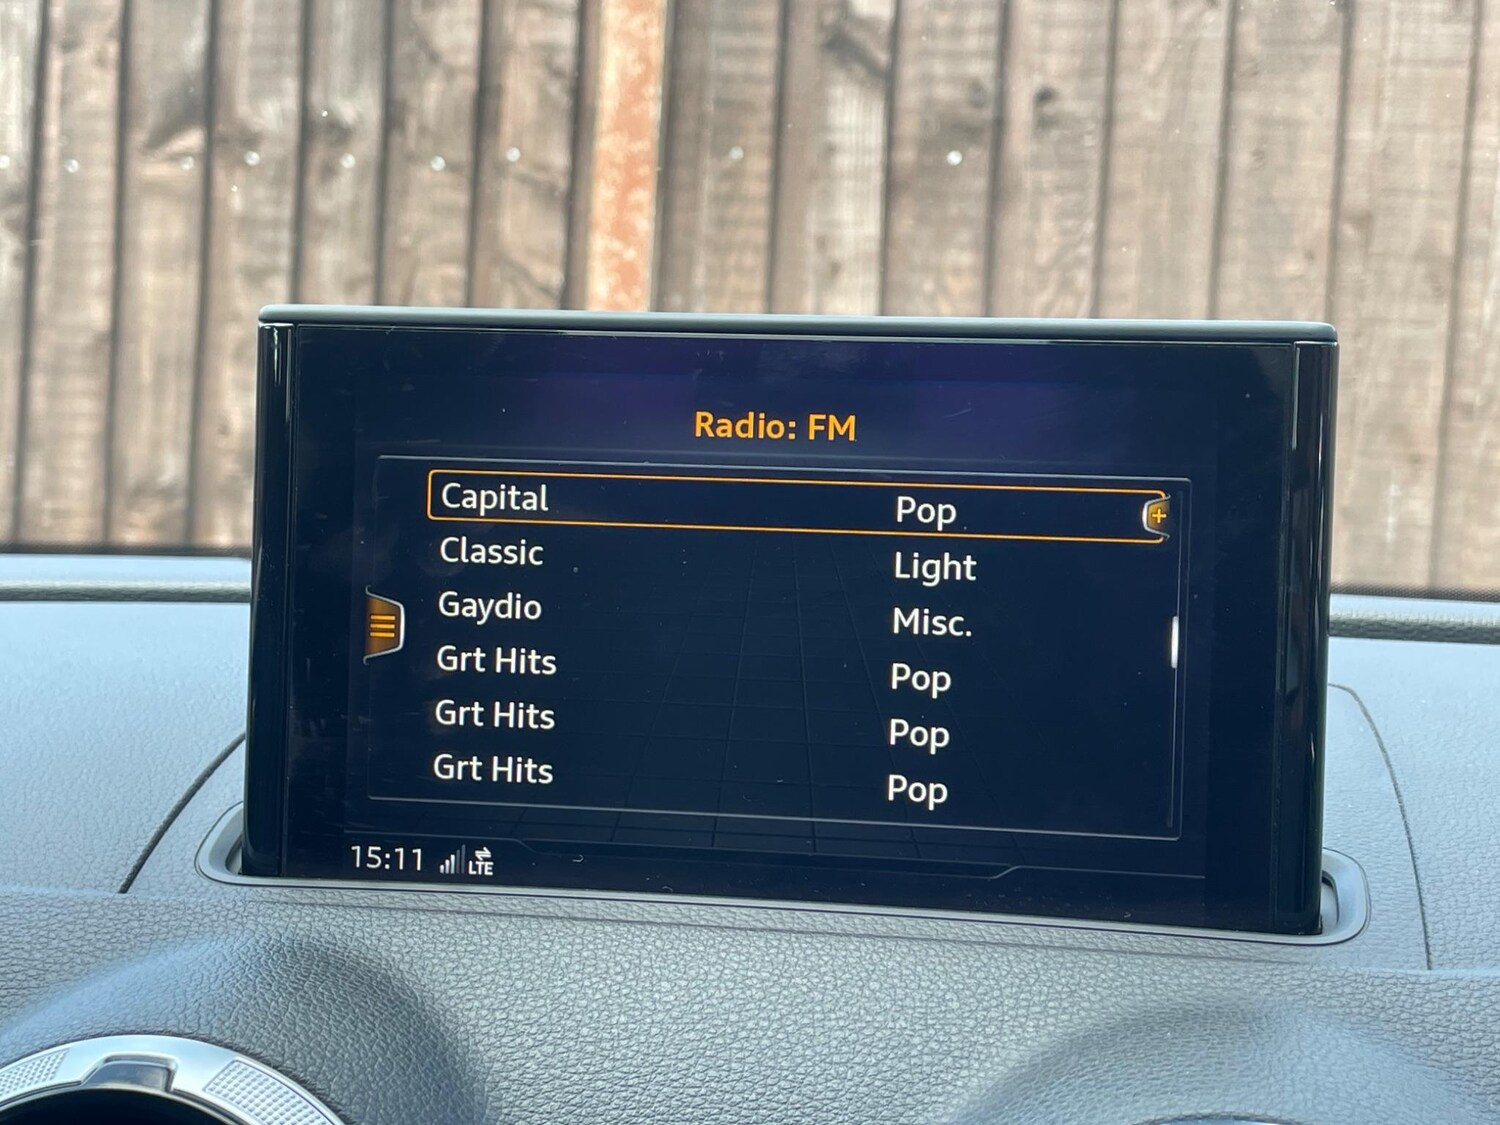 Radio: FM
Capital Pop
Classic Light
Gaydio Misc.
Grt Hits Pop
Grt Hits Pop
Grt Hits Pop
15:11 LTE